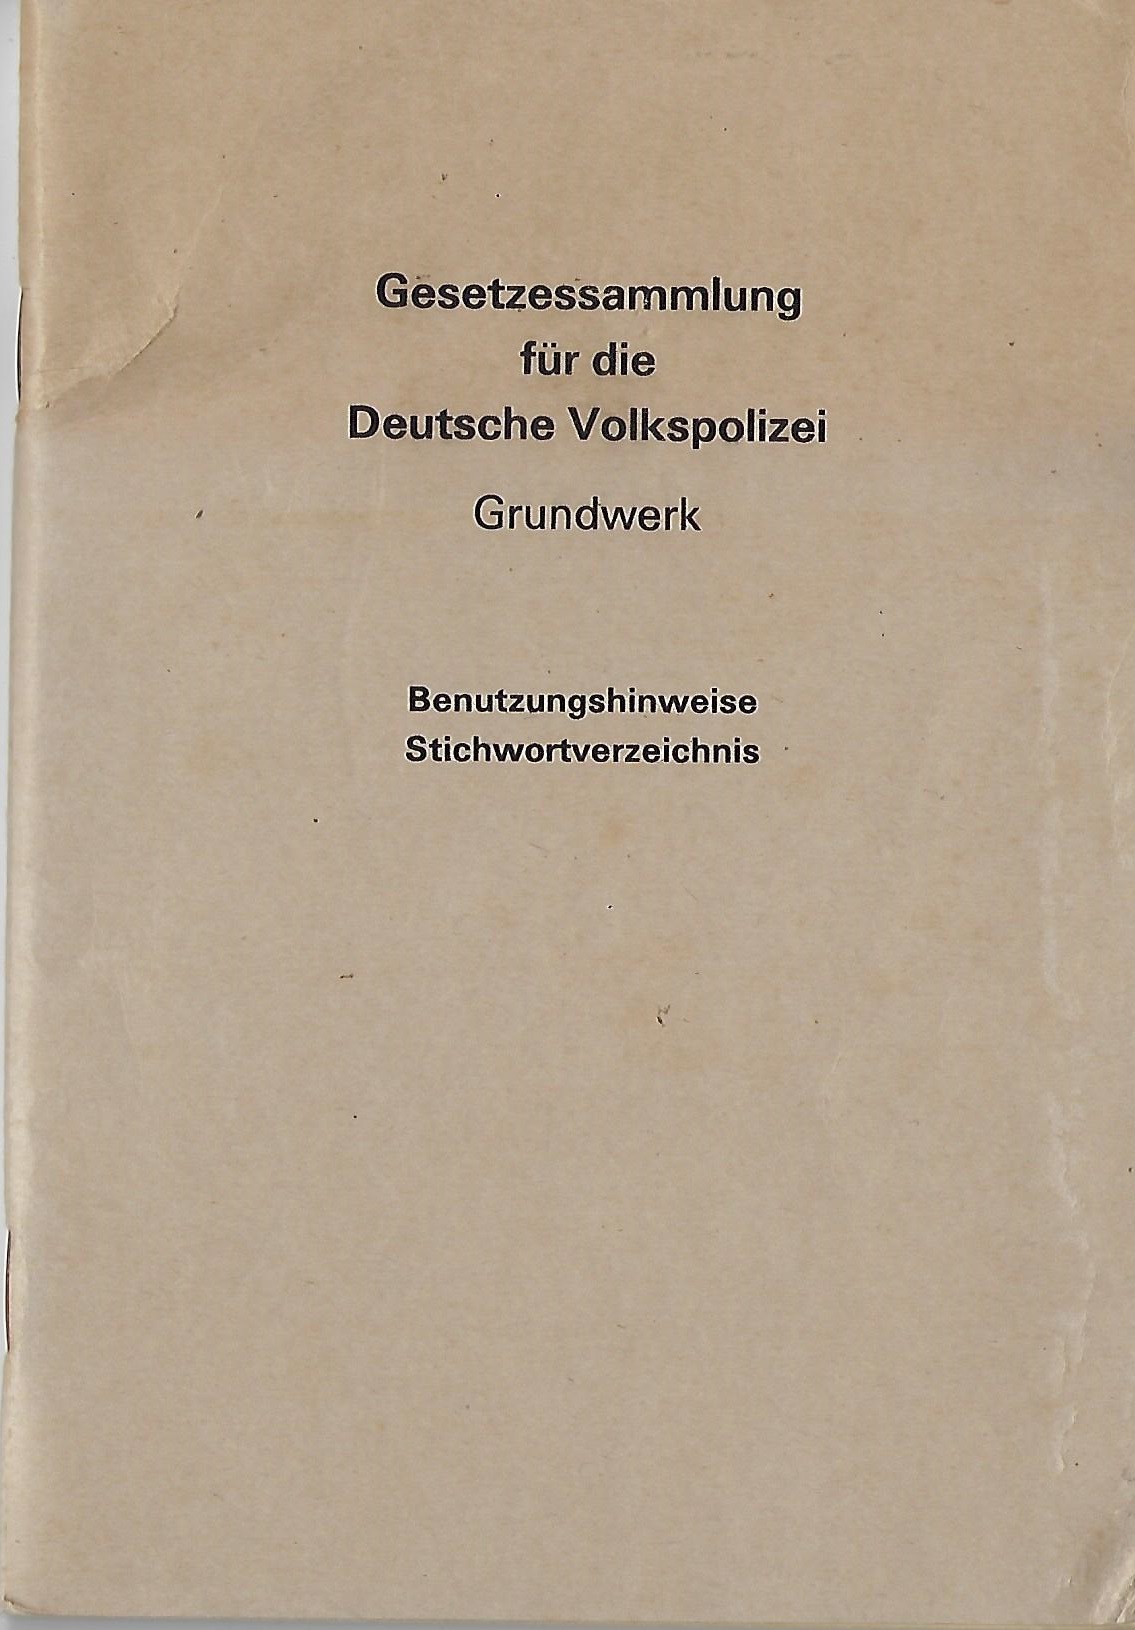 Gesetzessammlung
für die
Deutsche Volkspolizei
Grundwerk
Benutzungshinweise
Stichwortverzeichnis